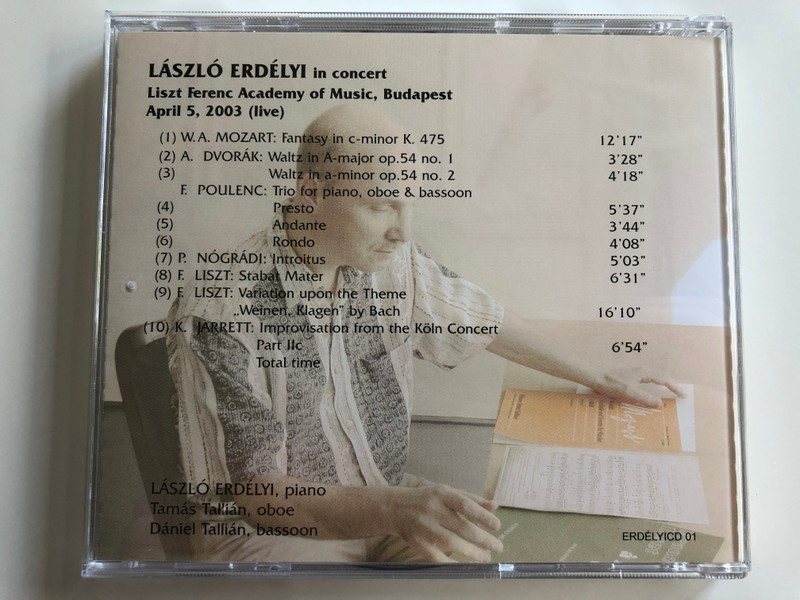 LÁSZLÓ ERDÉLYI in concert
Liszt Ferenc Academy of Music, Budapest
April 5, 2003 (live)
(1) W. A. MOZART: Fantasy in c-minor K. 475 12'17"
(2) A. DVORÁK: Waltz in A-major op.54 no. 1 3'28"
(3) Waltz in a-minor op.54 no. 2 4'18"
F. POULENC: Trio for piano, oboe & bassoon
(4) Presto 5'37"
(5) Andante 3'44"
(6) Rondo 4'08"
(7) P. NÓGRÁDI: Introitus 5'03"
(8) F. LISZT: Stabat Mater 6'31"
(9) F. LISZT: Variation upon the Theme
„Weinen, Klagen" by Bach 16'10"
(10) K. JARRETT: Improvisation from the Köln Concert
Part IIc 6'54"
Total time
LÁSZLÓ ERDÉLYI, piano
Tamás Tallián, oboe
Dániel Tallián, bassoon
ERDÉLYICD 01